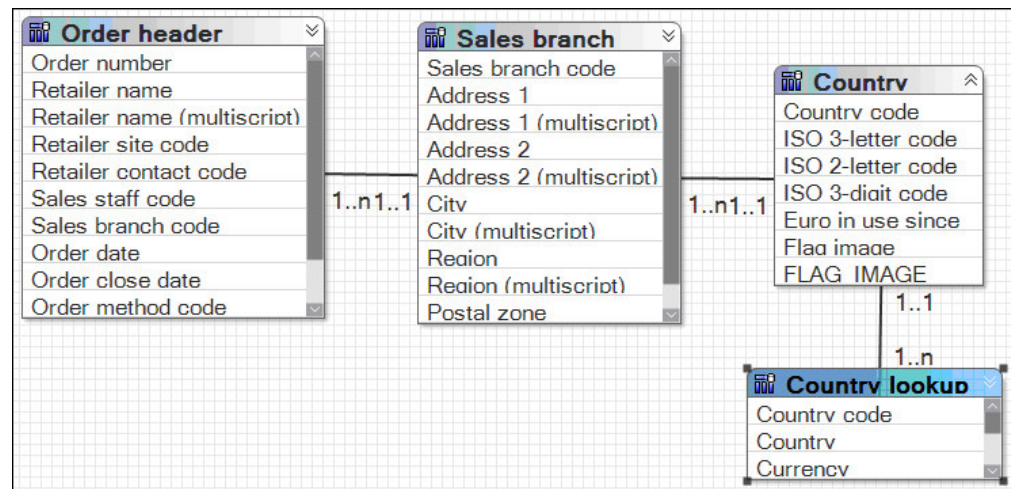 Order header
Order number
Retailer name
Retailer name (multiscript)
Retailer site code
Retailer contact code
Sales staff code
Sales branch code
Order date
Order close date
Order method code
1..n 1..1
Sales branch
Sales branch code
Address 1
Address 1 (multiscript)
Address 2
Address 2 (multiscript)
City
City (multiscript)
Region
Region (multiscript)
Postal zone
1..n 1..1
Country
Country code
ISO 3-letter code
ISO 2-letter code
ISO 3-digit code
Euro in use since
Flag image
FLAG_IMAGE
1..1
1..n
Country lookup
Country code
Country
Currency